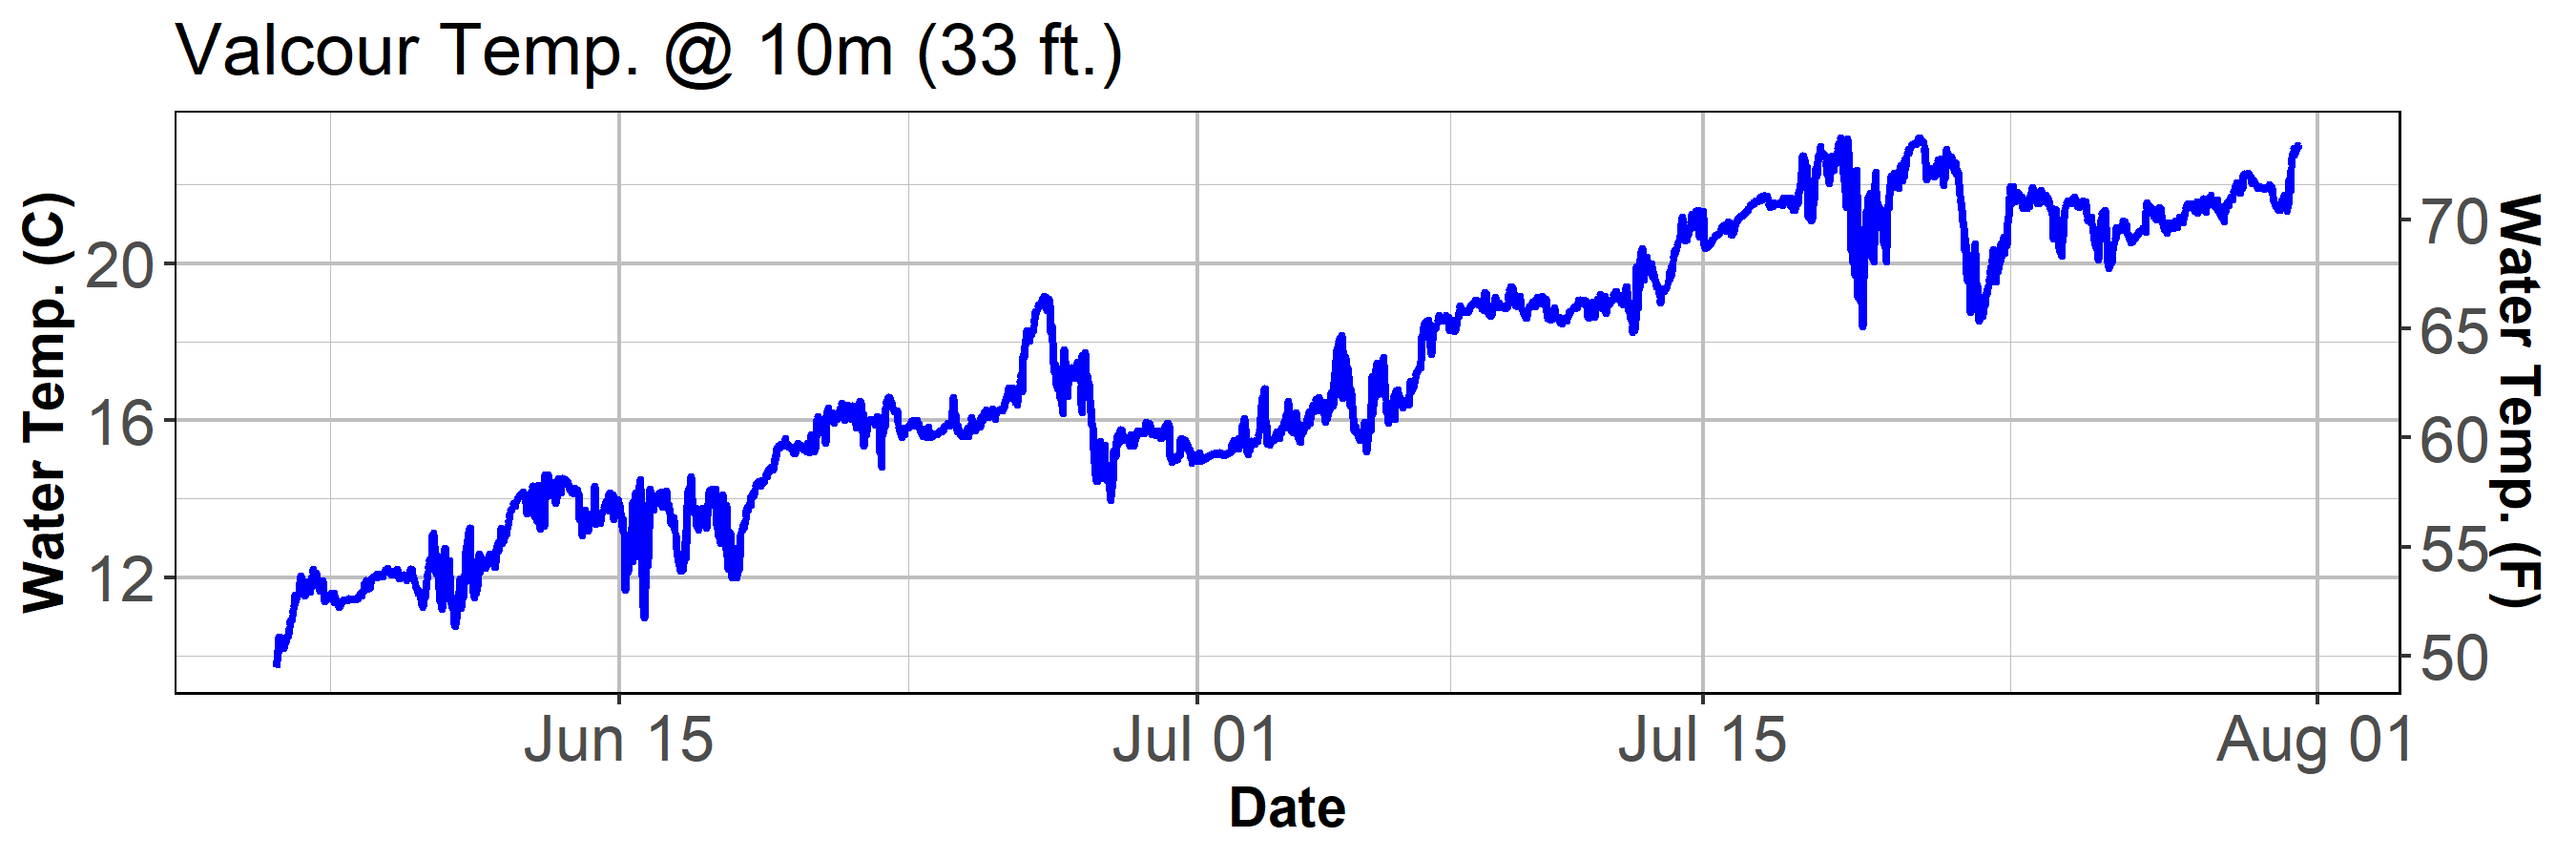 Valcour Temp. @ 10m (33 ft.)
Water Temp. (C)
20
16
12
70
65
60
55
50
Water Temp. (F)
Jun 15
Jul 01
Jul 15
Aug 01
Date